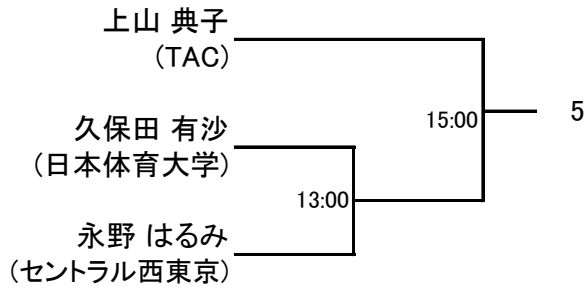 上山 典子
(TAC)
15:00
5
久保田 有沙
(日本体育大学)
13:00
永野 はるみ
(セントラル西東京)